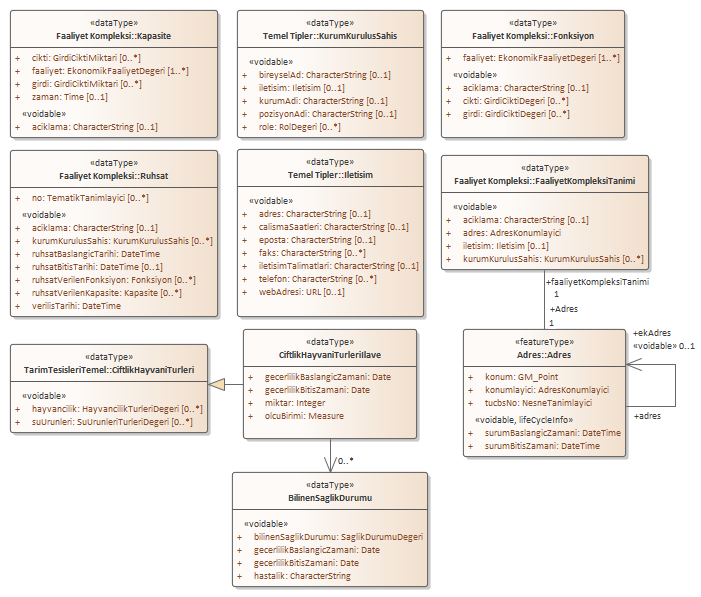 «dataType»
Faaliyet Kompleksi::Kapasite
+ cikti: GirdiCiktiMiktari [0..*]
+ faaliyet: EkonomikFaaliyetDegeri [1..*]
+ girdi: GirdiCiktiMiktari [0..*]
+ zaman: Time [0..1]
«voidable»
+ aciklama: CharacterString [0..1]
«dataType»
Temel Tipler::KurumKurulusSahis
«voidable»
+ bireyselAd: CharacterString [0..1]
+ iletisim: Iletisim [0..1]
+ kurumAdi: CharacterString [0..1]
+ pozisyonAdi: CharacterString [0..1]
+ role: RolDegeri [0..*]
«dataType»
Faaliyet Kompleksi::Fonksiyon
+ faaliyet: EkonomikFaaliyetDegeri [1..*]
«voidable»
+ aciklama: CharacterString [0..1]
+ cikti: GirdiCiktiDegeri [0..*]
+ girdi: GirdiCiktiDegeri [0..*]
«dataType»
Faaliyet Kompleksi::Ruhsat
+ no: TematikTanimlayici [0..*]
«voidable»
+ aciklama: CharacterString [0..1]
+ kurumKurulusSahis: KurumKurulusSahis [0..*]
+ ruhsatBaslangicTarihi: DateTime
+ ruhsatBitisTarihi: DateTime [0..1]
+ ruhsatVerilenFonksiyon: Fonksiyon [0..*]
+ ruhsatVerilenKapasite: Kapasite [0..*]
+ verilisTarihi: DateTime
«dataType»
Temel Tipler::Iletisim
«voidable»
+ adres: CharacterString [0..1]
+ calismaSaatleri: CharacterString [0..1]
+ eposta: CharacterString [0..1]
+ faks: CharacterString [0..*]
+ iletisimTalimatlari: CharacterString [0..1]
+ telefon: CharacterString [0..*]
+ webAdresi: URL [0..1]
«dataType»
Faaliyet Kompleksi::FaaliyetKompleksiTanimi
«voidable»
+ aciklama: CharacterString [0..1]
+ adres: AdresKonumlayici
+ iletisim: Iletisim [0..1]
+ kurumKurulusSahis: KurumKurulusSahis [0..*]
+faaliyetKompleksiTanimi
1
+Adres
1
«dataType»
TarimTesisleriTemel::CiftlikHayvaniTurleri
«voidable»
+ hayvancilik: HayvancilikTurleriDegeri [0..*]
+ suUrunleri: SuUrunleriTurleriDegeri [0..*]
«dataType»
CiftlikHayvaniTurleriIlave
+ gecerlilikBaslangicZamani: Date
+ gecerlilikBitisZamani: Date
+ miktar: Integer
+ olcuBirimi: Measure
0..*
«featureType»
Adres::Adres
+ konum: GM_Point
+ konumlayici: AdresKonumlayici
+ tucbsNo: NesneTanimlayici
«voidable, lifeCycleInfo»
+ surumBaslangicZamani: DateTime
+ surumBitisZamani: DateTime
+ekAdres
«voidable» 0..1
+adres
«dataType»
BilinenSaglikDurumu
«voidable»
+ bilinenSaglikDurumu: SaglikDurumuDegeri
+ gecerlilikBaslangicZamani: Date
+ gecerlilikBitisZamani: Date
+ hastalik: CharacterString